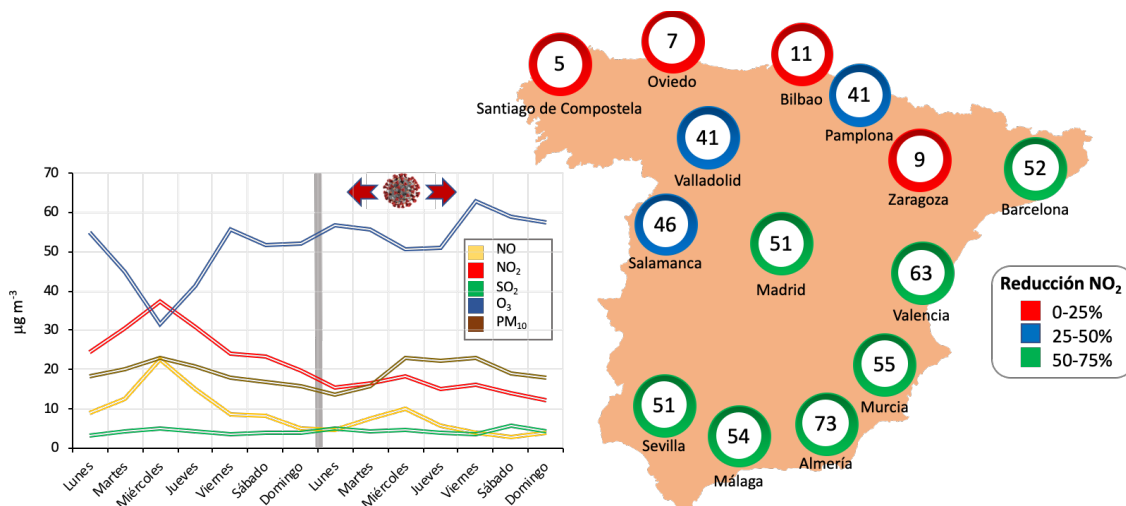 5
Santiago de Compostela
7
Oviedo
11
Bilbao
41
Pamplona
41
Valladolid
9
Zaragoza
52
Barcelona
46
Salamanca
51
Madrid
63
Valencia
55
Murcia
51
Sevilla
54
Málaga
73
Almería
Reducción NO₂
0-25%
25-50%
50-75%
µg m⁻³
70
60
50
40
30
20
10
0
NO
NO₂
SO₂
O₃
PM₁₀
Lunes
Martes
Miércoles
Jueves
Viernes
Sábado
Domingo
Lunes
Martes
Miércoles
Jueves
Viernes
Sábado
Domingo